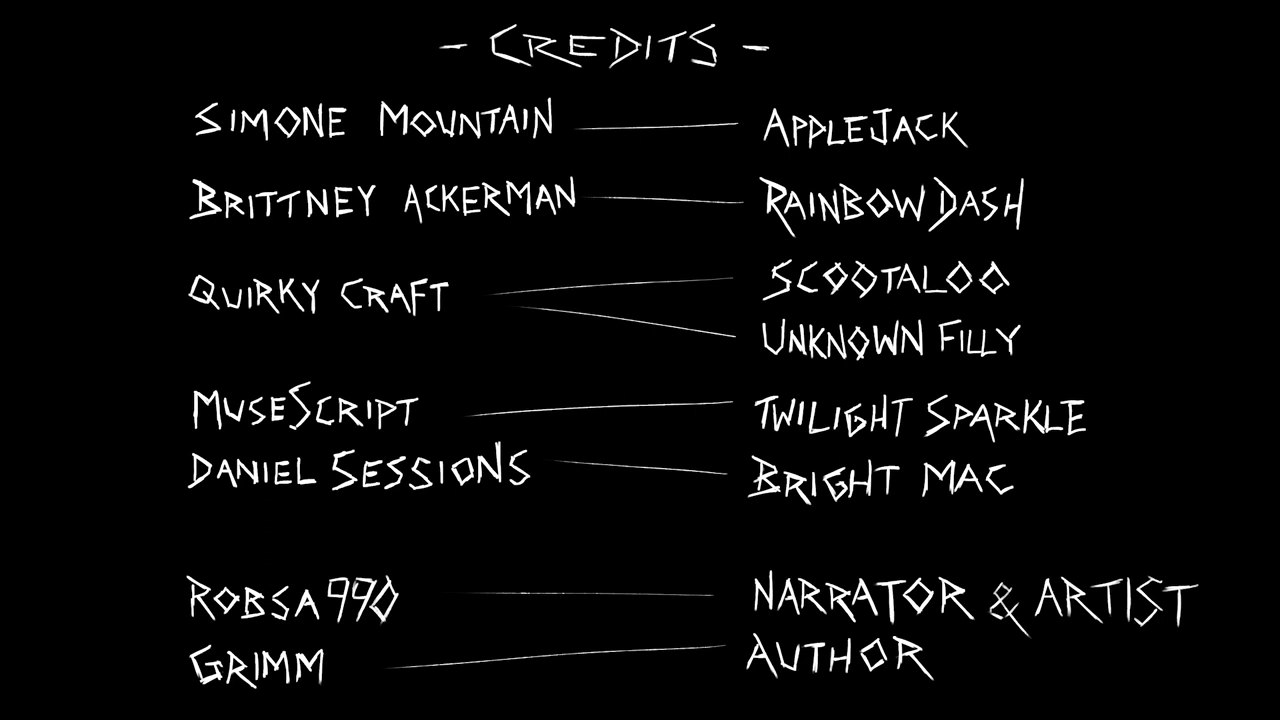 - CREDITS -
SIMONE MOUNTAIN APPLEJACK
BRITTNEY ACKERMAN RAINBOW DASH
QUIRKY CRAFT SCOOTALOO
UNKNOWN FILLY
MUSESCRIPT TWILIGHT SPARKLE
DANIEL SESSIONS BRIGHT MAC
ROBSA990 NARRATOR & ARTIST
GRIMM AUTHOR